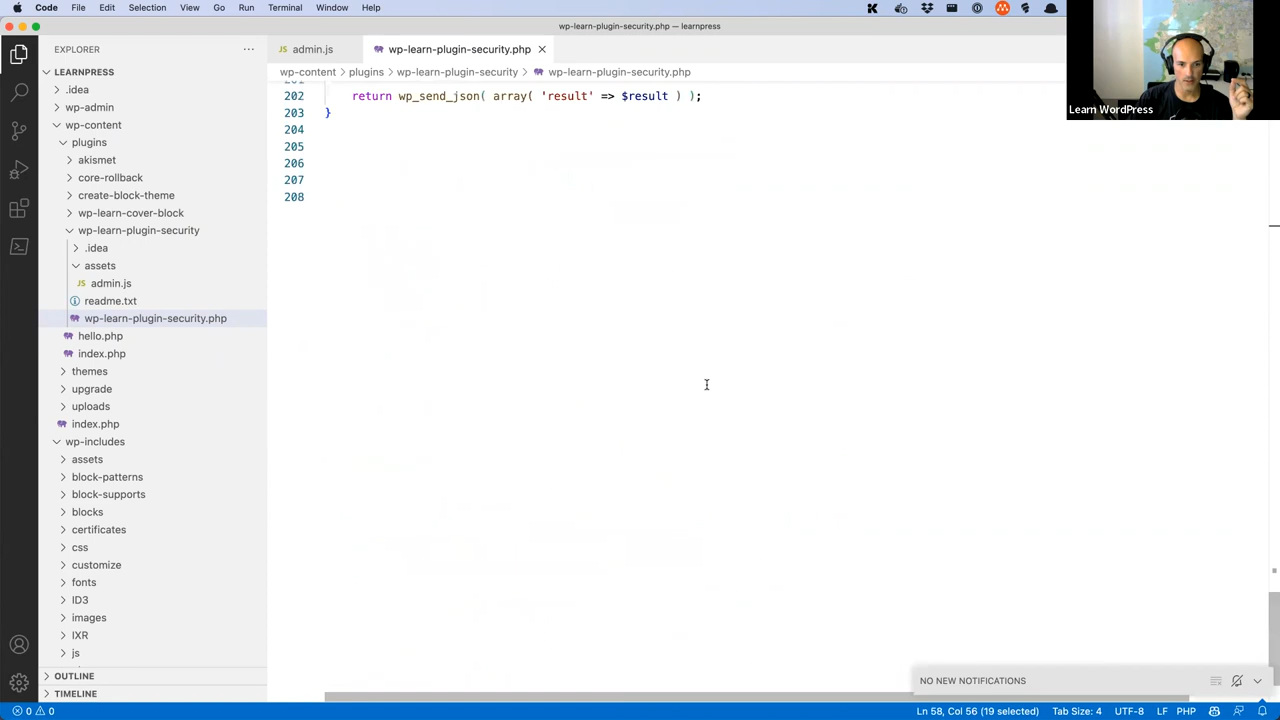 Code File Edit Selection View Go Run Terminal Window Help
wp-learn-plugin-security.php — learnpress
Learn WordPress
EXPLORER
admin.js
wp-learn-plugin-security.php
LEARNPRESS
wp-content > plugins > wp-learn-plugin-security > wp-learn-plugin-security.php
.idea
wp-admin
wp-content
plugins
akismet
core-rollback
create-block-theme
wp-learn-cover-block
wp-learn-plugin-security
.idea
assets
JS admin.js
readme.txt
wp-learn-plugin-security.php
hello.php
index.php
themes
upgrade
uploads
index.php
wp-includes
assets
block-patterns
block-supports
blocks
certificates
css
customize
fonts
ID3
images
IXR
js
OUTLINE
TIMELINE
202 return wp_send_json( array( 'result' => $result ) );
203 }
204
205
206
207
208
NO NEW NOTIFICATIONS
0 0
Ln 58, Col 56 (19 selected) Tab Size: 4 UTF-8 LF PHP